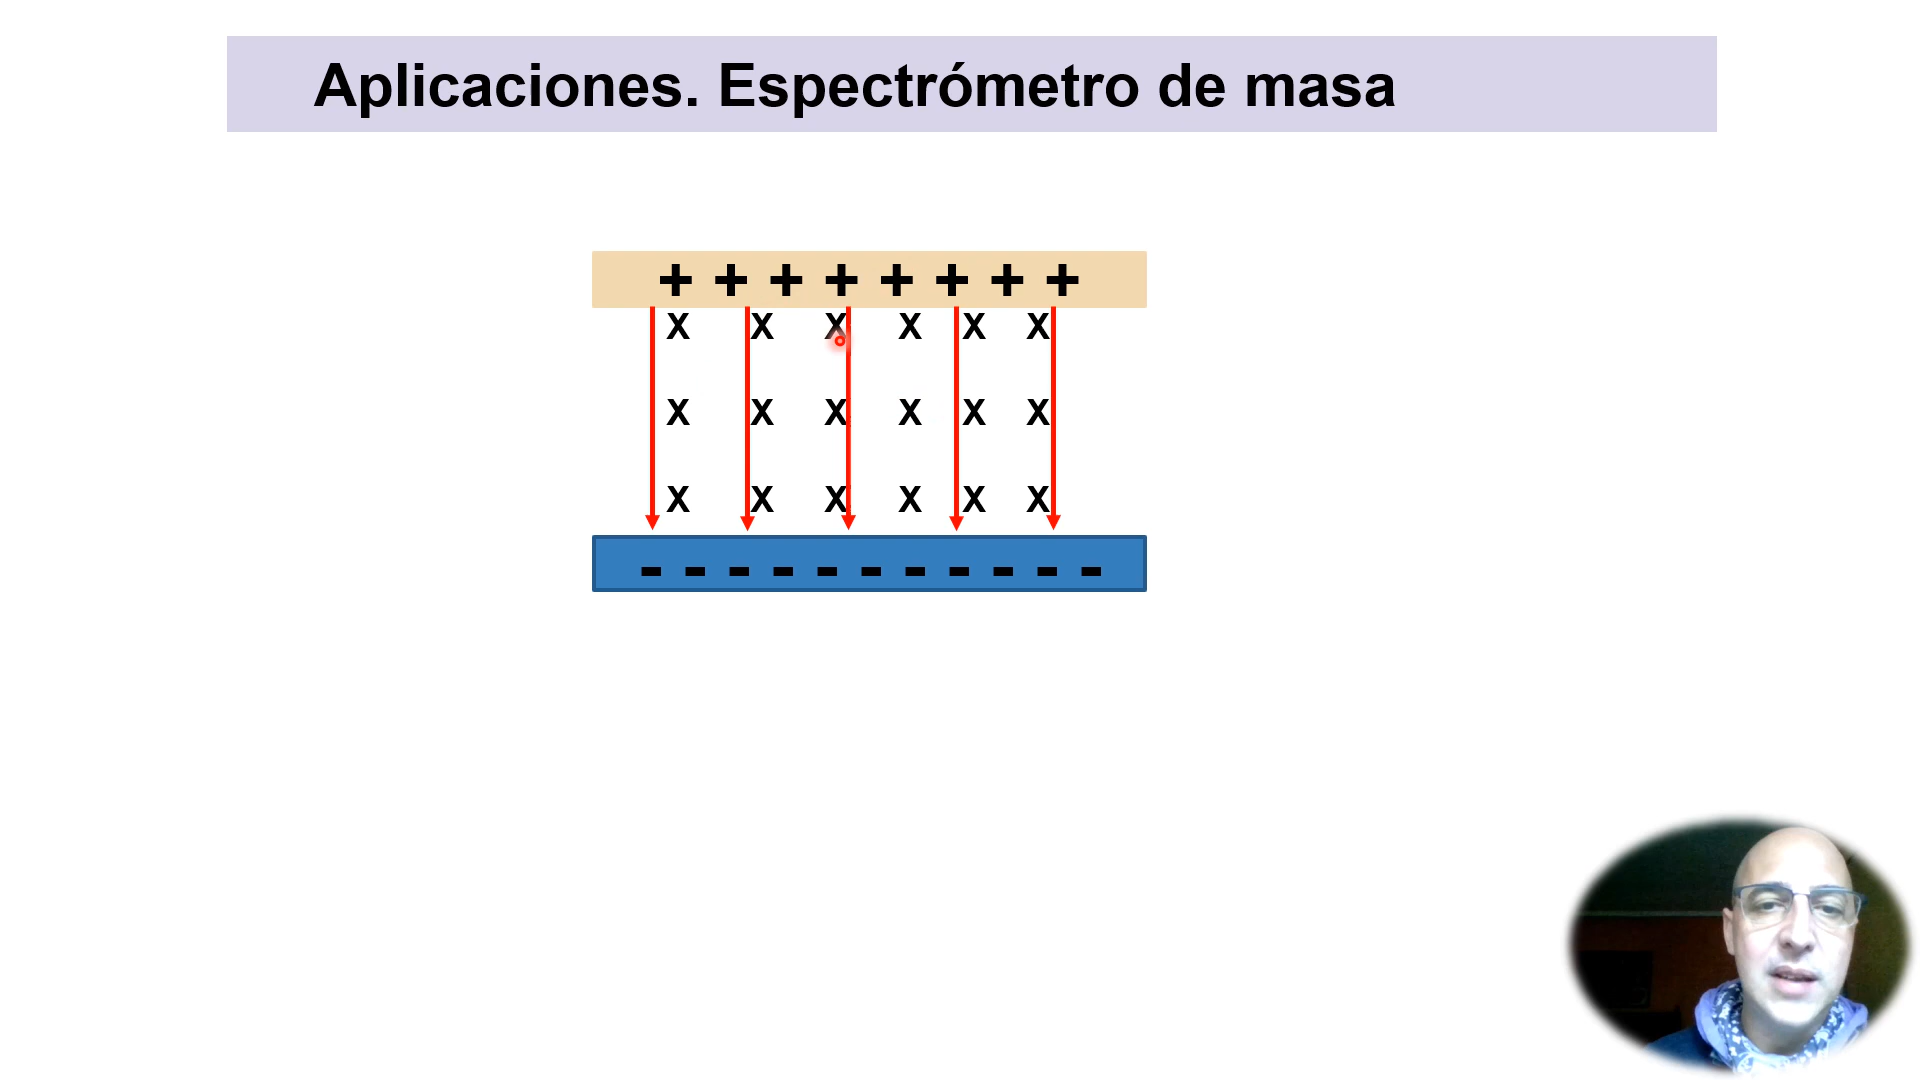 Aplicaciones. Espectrómetro de masa
+ + + + + + + +
X X X X X X
X X X X X X
X X X X X X
- - - - - - - - - - -